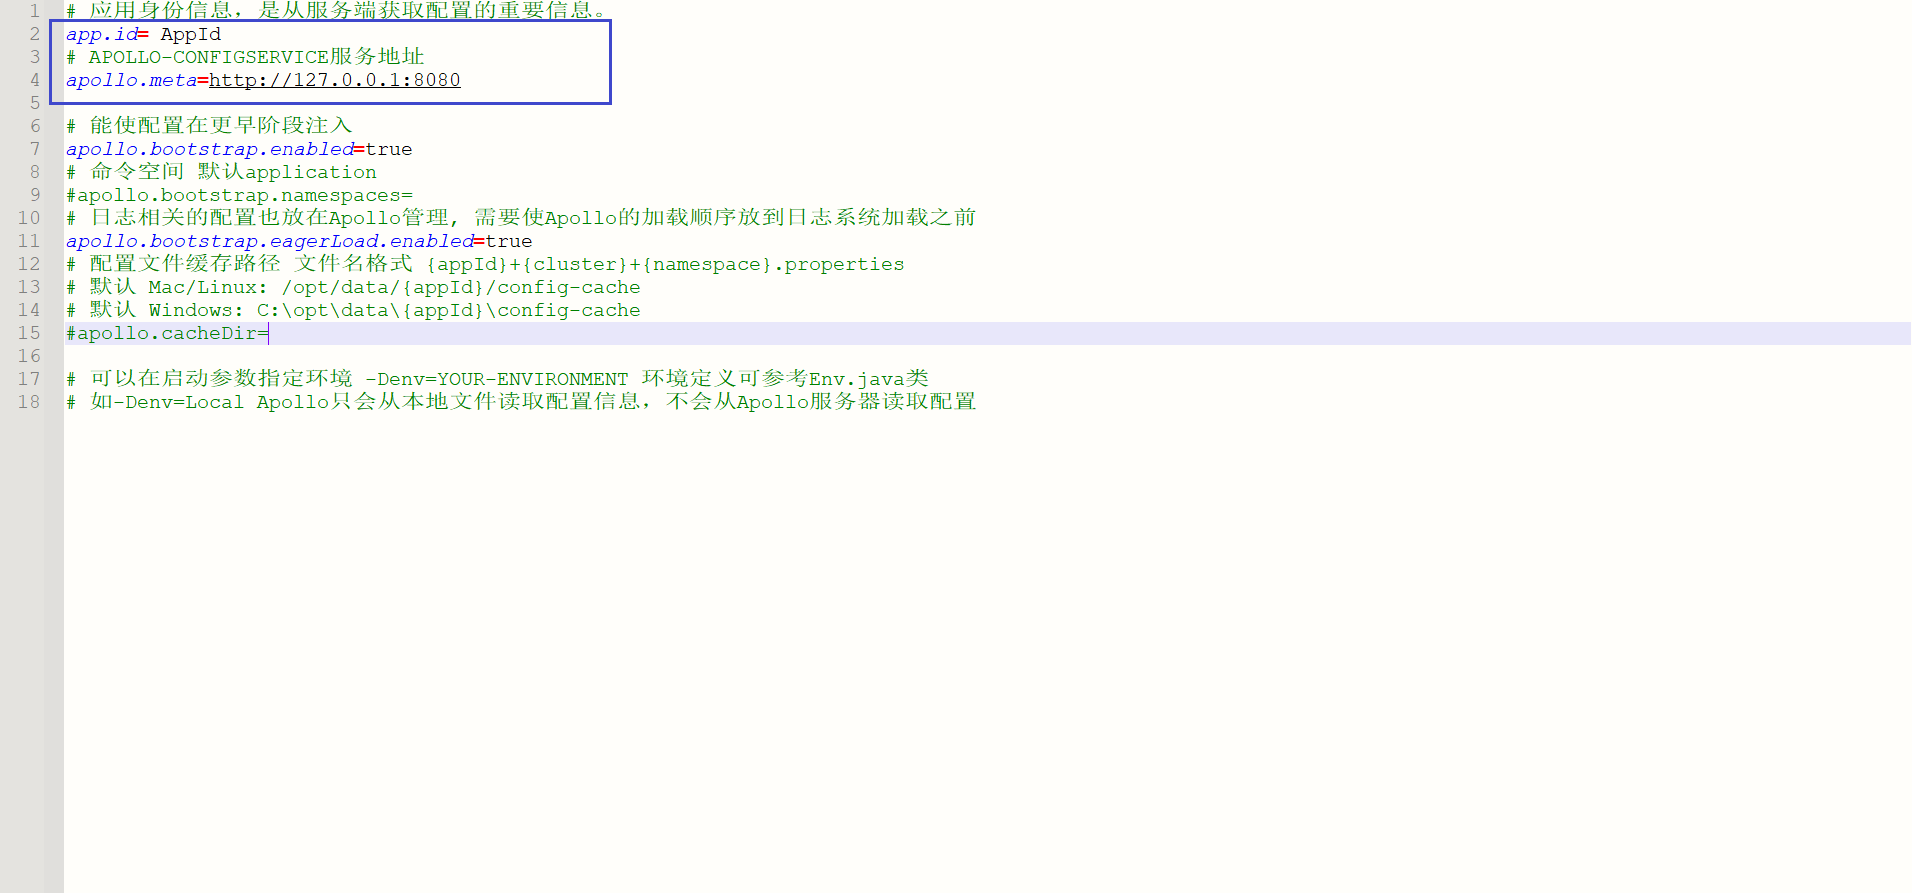 1 # 应用身份信息，是从服务端获取配置的重要信息。
2 app.id= AppId
3 # APOLLO-CONFIGSERVICE服务地址
4 apollo.meta=http://127.0.0.1:8080
5
6 # 能使配置在更早阶段注入
7 apollo.bootstrap.enabled=true
8 # 命令空间 默认application
9 #apollo.bootstrap.namespaces=
10 # 日志相关的配置也放在Apollo管理, 需要使Apollo的加载顺序放到日志系统加载之前
11 apollo.bootstrap.eagerLoad.enabled=true
12 # 配置文件缓存路径 文件名格式 {appId}+{cluster}+{namespace}.properties
13 # 默认 Mac/Linux: /opt/data/{appId}/config-cache
14 # 默认 Windows: C:\opt\data\{appId}\config-cache
15 #apollo.cacheDir=
16
17 # 可以在启动参数指定环境 -Denv=YOUR-ENVIRONMENT 环境定义可参考Env.java类
18 # 如-Denv=Local Apollo只会从本地文件读取配置信息，不会从Apollo服务器读取配置